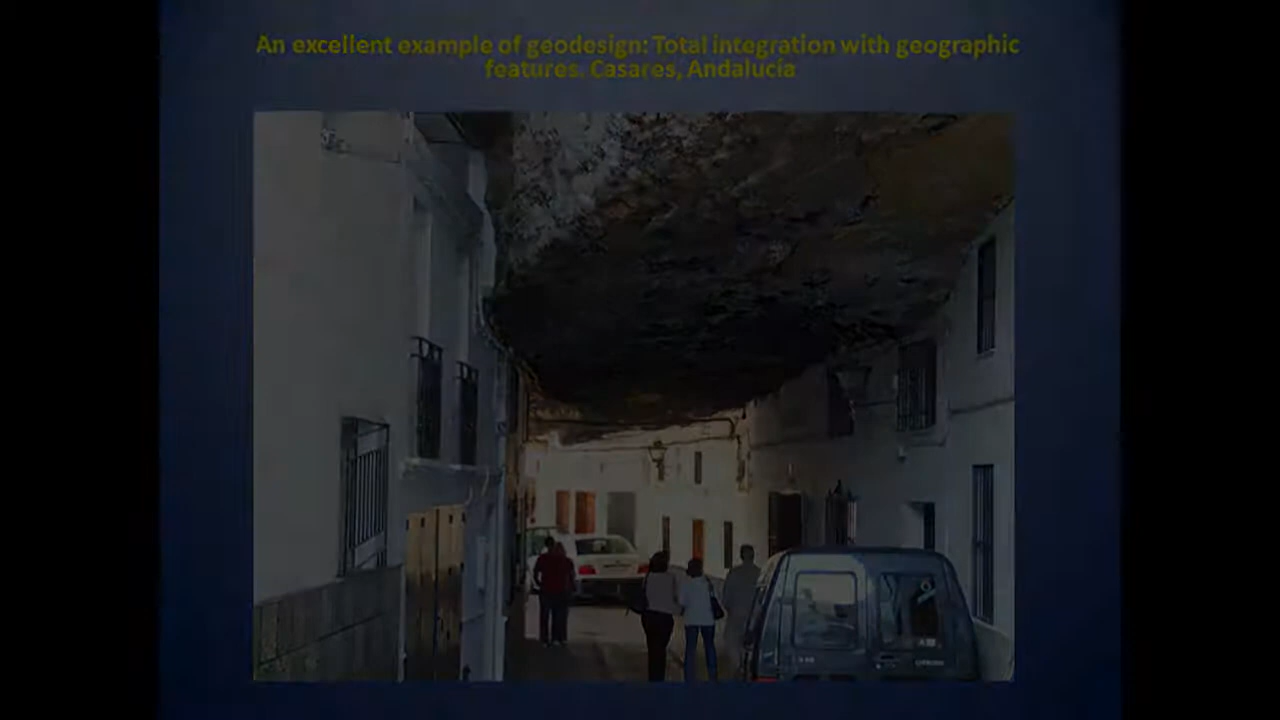 An excellent example of geodesign: Total integration with geographic
features. Casares, Andalucía